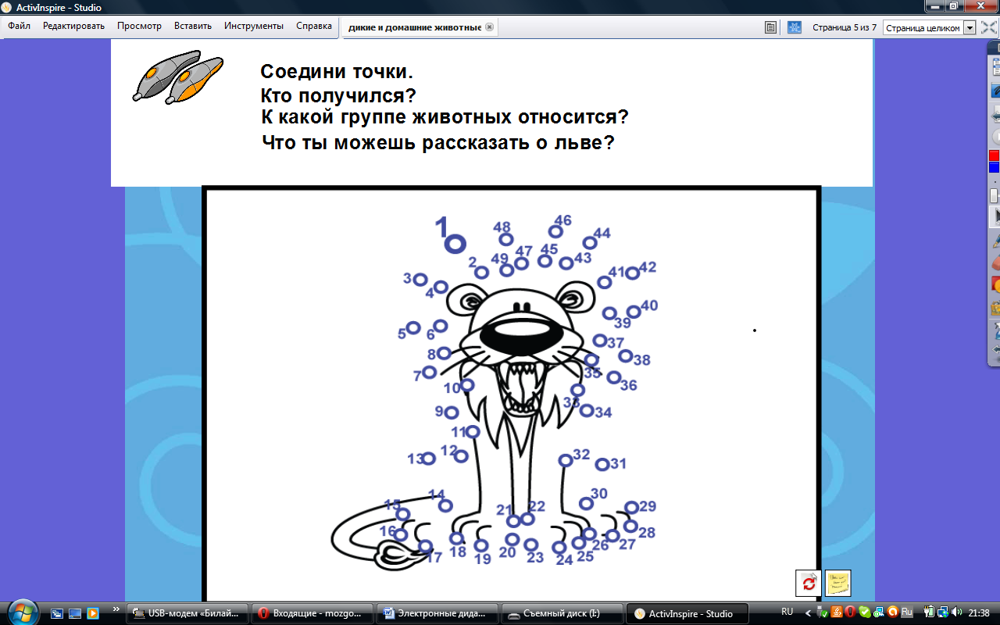 ActivInspire - Studio
Файл Редактировать Просмотр Вставить Инструменты Справка дикие и домашние животные Страница 5 из 7 Страница целиком
Соедини точки.
Кто получился?
К какой группе животных относится?
Что ты можешь рассказать о льве?
1 48 46 44
2 49 47 45 43
3 4 41 42
5 6 39 40
8 37 38
7 35 36
10 33 34
9
11
13 12 32 31
14 30
15 21 22 29
16 28
17 18 19 20 23 24 25 26 27
USB-модем «Билай... Входящие - mozgo... Электронные дида... Съемный диск (I:) ActivInspire - Studio RU Ru 21:38